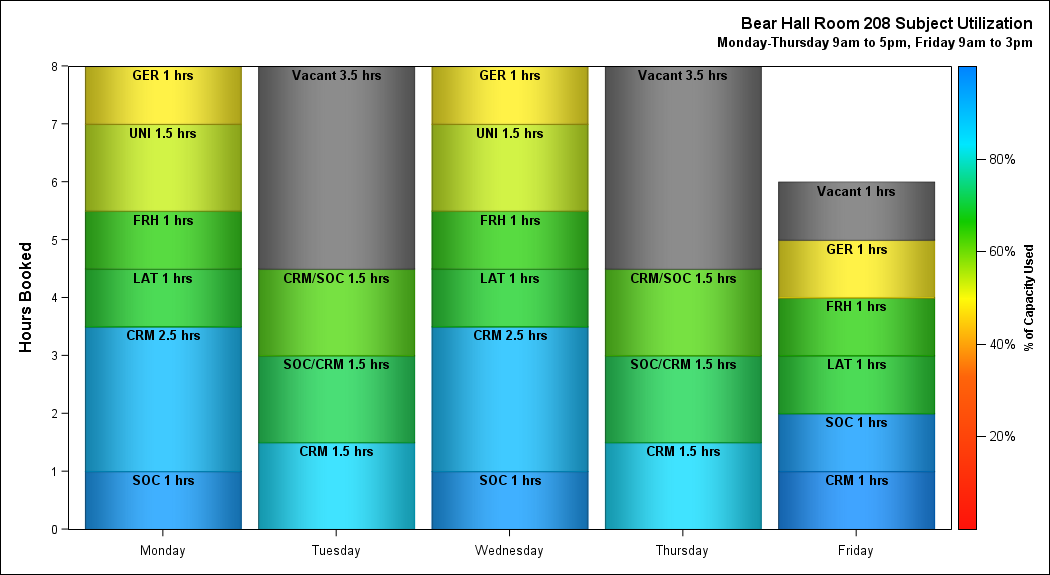 Bear Hall Room 208 Subject Utilization
Monday-Thursday 9am to 5pm, Friday 9am to 3pm
Hours Booked
8
7
6
5
4
3
2
1
0
GER 1 hrs
UNI 1.5 hrs
FRH 1 hrs
LAT 1 hrs
CRM 2.5 hrs
SOC 1 hrs
Monday
Vacant 3.5 hrs
CRM/SOC 1.5 hrs
SOC/CRM 1.5 hrs
CRM 1.5 hrs
Tuesday
GER 1 hrs
UNI 1.5 hrs
FRH 1 hrs
LAT 1 hrs
CRM 2.5 hrs
SOC 1 hrs
Wednesday
Vacant 3.5 hrs
CRM/SOC 1.5 hrs
SOC/CRM 1.5 hrs
CRM 1.5 hrs
Thursday
Vacant 1 hrs
GER 1 hrs
FRH 1 hrs
LAT 1 hrs
SOC 1 hrs
CRM 1 hrs
Friday
80%
60%
40%
20%
% of Capacity Used